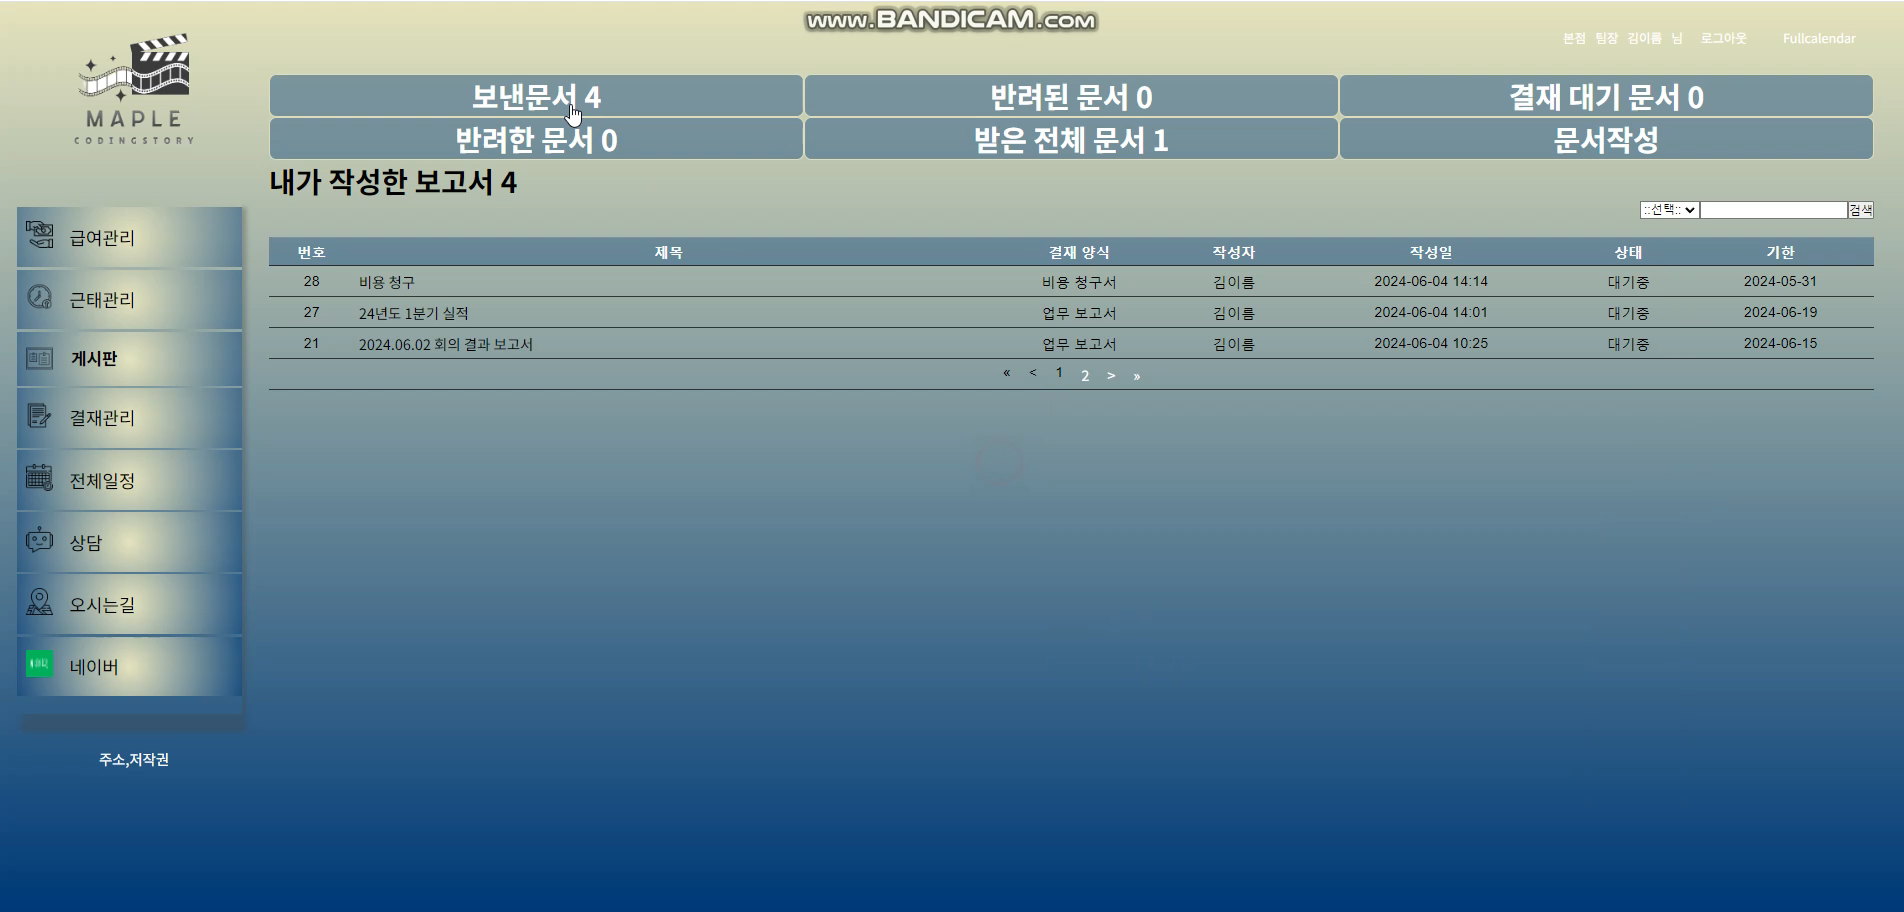 www.BANDICAM.com
본점 팀장 김이름 님 로그아웃 Fullcalendar
MAPLE
CODINGSTORY
보낸문서 4 반려된 문서 0 결재 대기 문서 0
반려한 문서 0 받은 전체 문서 1 문서작성
내가 작성한 보고서 4
::선택:: 검색
번호 제목 결재 양식 작성자 작성일 상태 기한
28 비용 청구 비용 청구서 김이름 2024-06-04 14:14 대기중 2024-05-31
27 24년도 1분기 실적 업무 보고서 김이름 2024-06-04 14:01 대기중 2024-06-19
21 2024.06.02 회의 결과 보고서 업무 보고서 김이름 2024-06-04 10:25 대기중 2024-06-15
« < 1 2 > »
급여관리
근태관리
게시판
결재관리
전체일정
상담
오시는길
네이버
주소,저작권